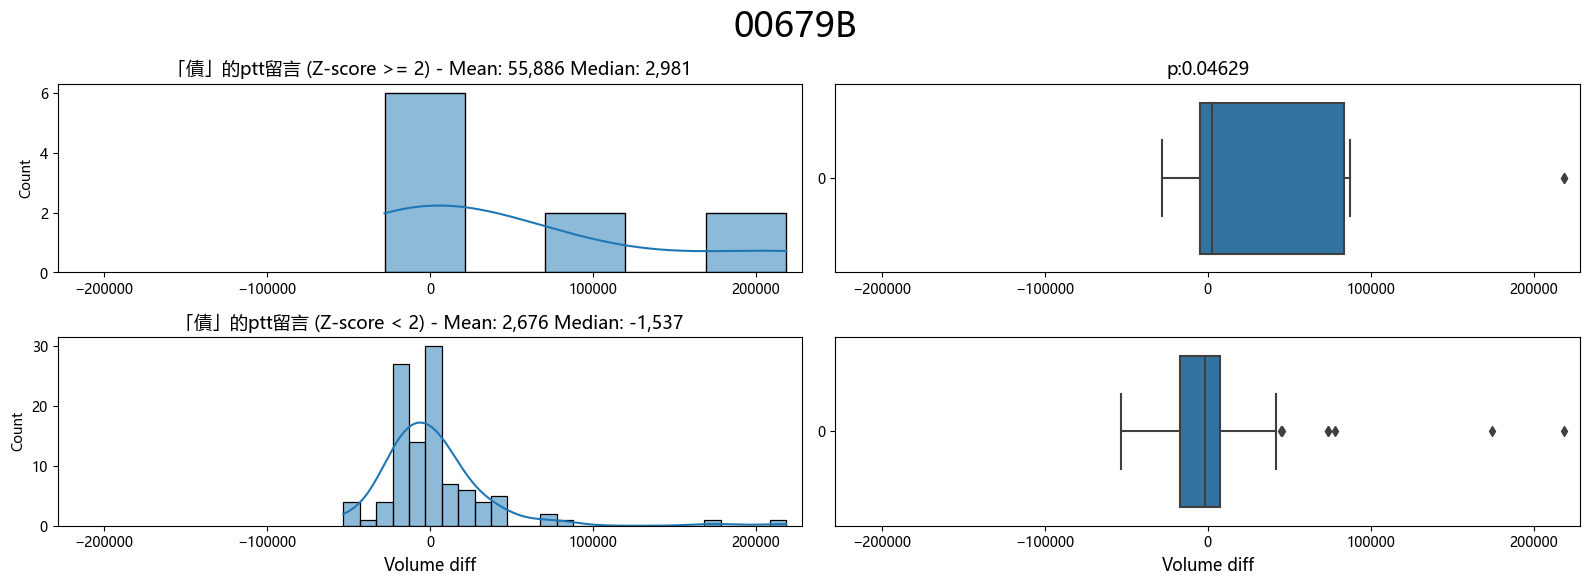 00679B
「債」的ptt留言 (Z-score >= 2) - Mean: 55,886 Median: 2,981
Count
6
4
2
0
−200000 −100000 0 100000 200000
p:0.04629
0
−200000 −100000 0 100000 200000
「債」的ptt留言 (Z-score < 2) - Mean: 2,676 Median: -1,537
Count
30
20
10
0
−200000 −100000 0 100000 200000
Volume diff
0
−200000 −100000 0 100000 200000
Volume diff